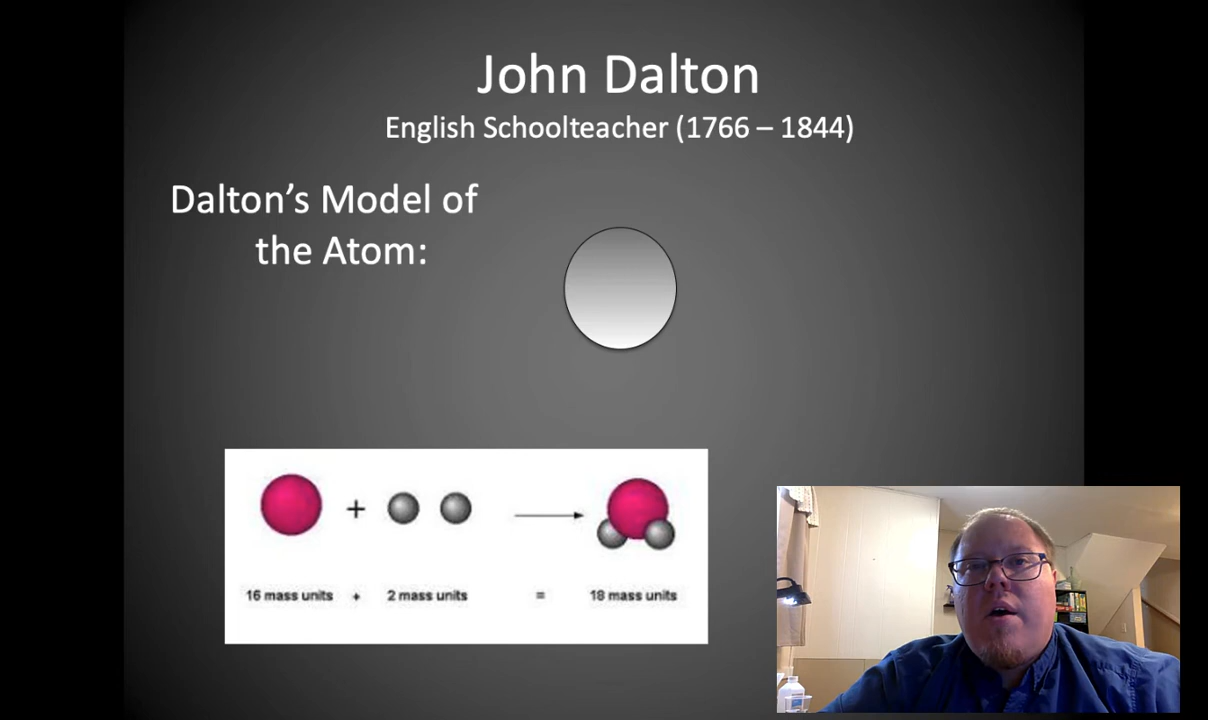 John Dalton
English Schoolteacher (1766 – 1844)
Dalton’s Model of
the Atom:
+
16 mass units + 2 mass units = 18 mass units